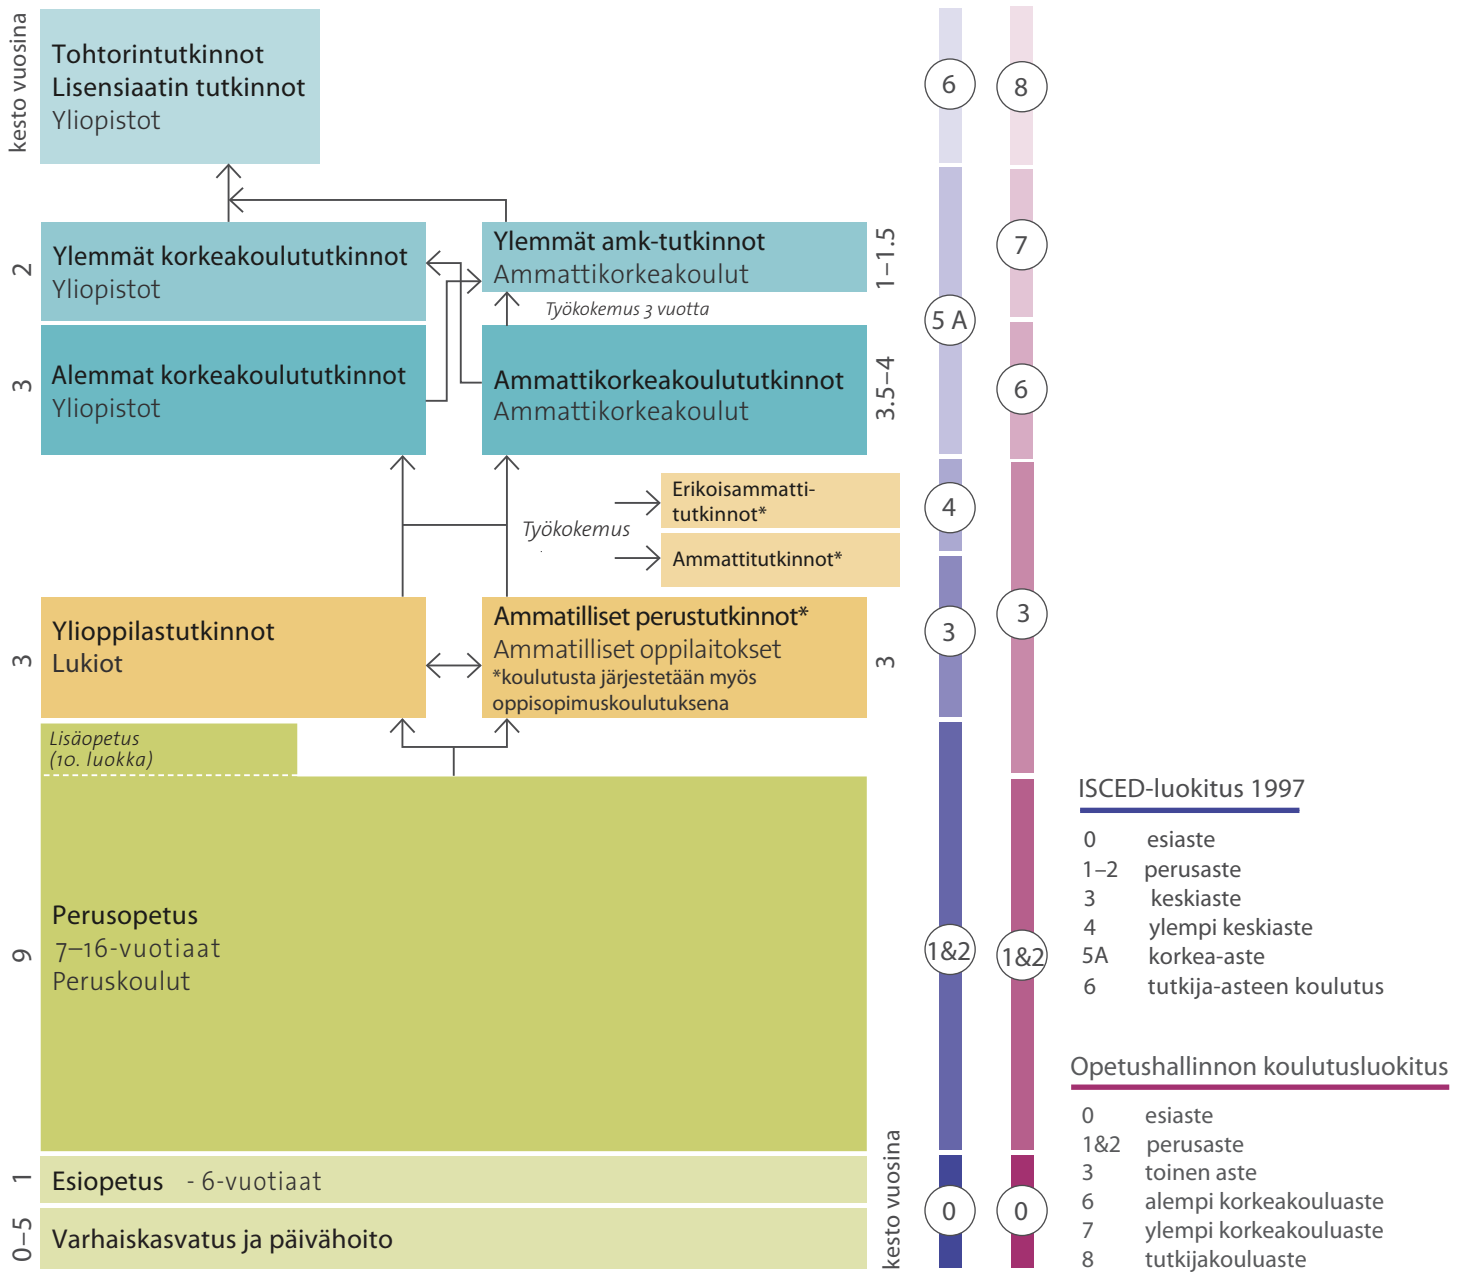 kesto vuosina
Tohtorintutkinnot
Lisensiaatin tutkinnot
Yliopistot
2
Ylemmät korkeakoulututkinnot
Yliopistot
Ylemmät amk-tutkinnot
Ammattikorkeakoulut
1–1.5
Työkokemus 3 vuotta
3
Alemmat korkeakoulututkinnot
Yliopistot
Ammattikorkeakoulututkinnot
Ammattikorkeakoulut
3.5–4
Työkokemus
Erikoisammatti-
tutkinnot*
Ammattitutkinnot*
3
Ylioppilastutkinnot
Lukiot
Ammatilliset perustutkinnot*
Ammatilliset oppilaitokset
*koulutusta järjestetään myös
oppisopimuskoulutuksena
3
Lisäopetus
(10. luokka)
9
Perusopetus
7–16-vuotiaat
Peruskoulut
1
Esiopetus - 6-vuotiaat
0–5
Varhaiskasvatus ja päivähoito
kesto vuosina
6
5 A
4
3
1&2
0
8
7
6
3
1&2
0
ISCED-luokitus 1997
0 esiaste
1–2 perusaste
3 keskiaste
4 ylempi keskiaste
5A korkea-aste
6 tutkija-asteen koulutus
Opetushallinnon koulutusluokitus
0 esiaste
1&2 perusaste
3 toinen aste
6 alempi korkeakouluaste
7 ylempi korkeakouluaste
8 tutkijakouluaste